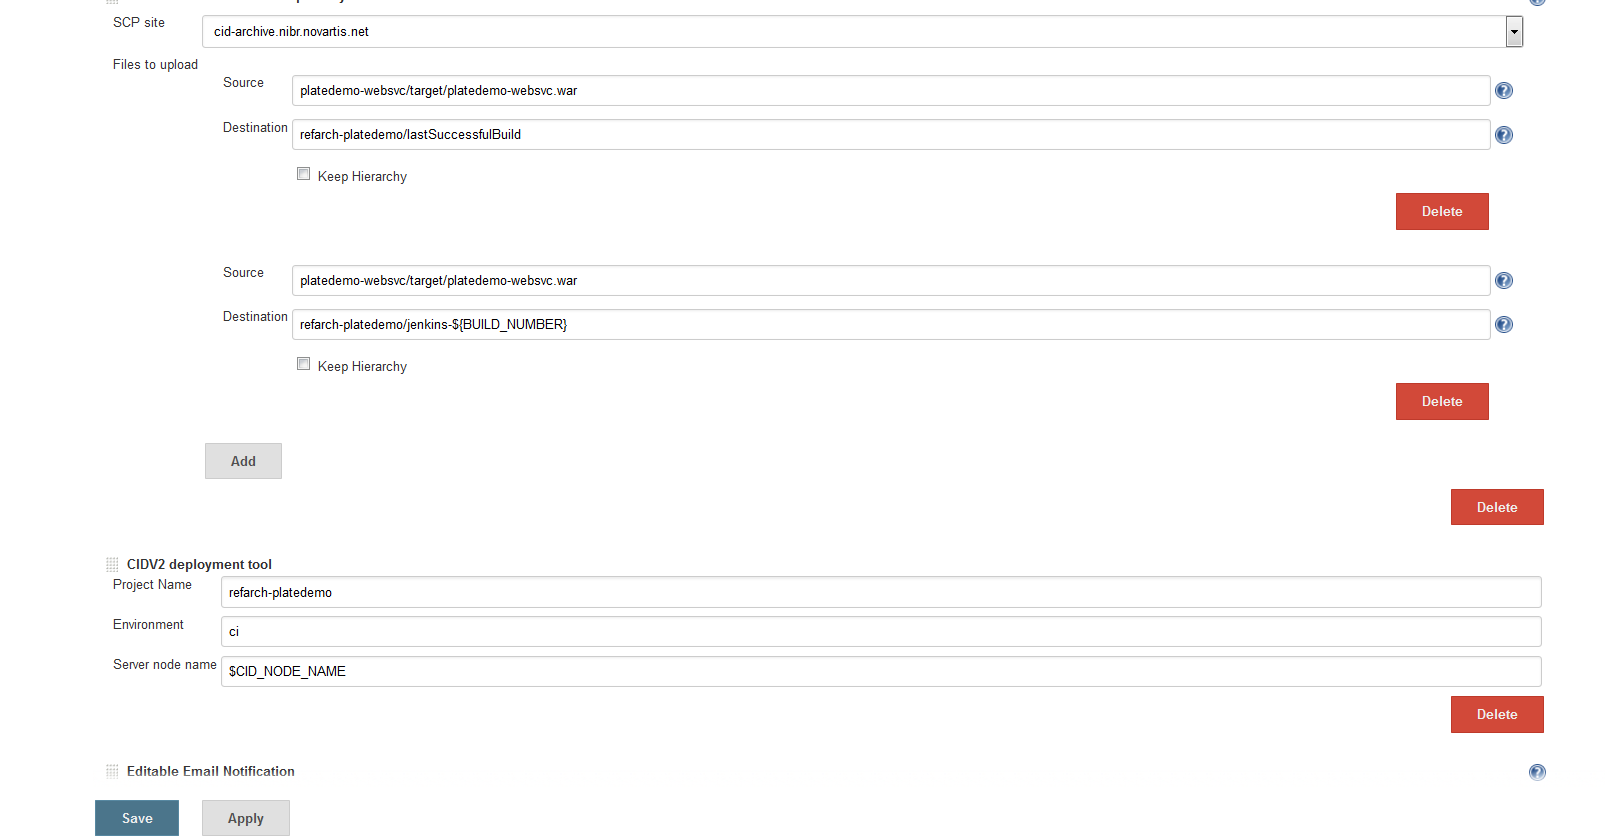 SCP site
cid-archive.nibr.novartis.net
Files to upload
Source
platedemo-websvc/target/platedemo-websvc.war
Destination
refarch-platedemo/lastSuccessfulBuild
Keep Hierarchy
Delete
Source
platedemo-websvc/target/platedemo-websvc.war
Destination
refarch-platedemo/jenkins-${BUILD_NUMBER}
Keep Hierarchy
Delete
Add
Delete
CIDV2 deployment tool
Project Name
refarch-platedemo
Environment
ci
Server node name
$CID_NODE_NAME
Delete
Editable Email Notification
Save
Apply